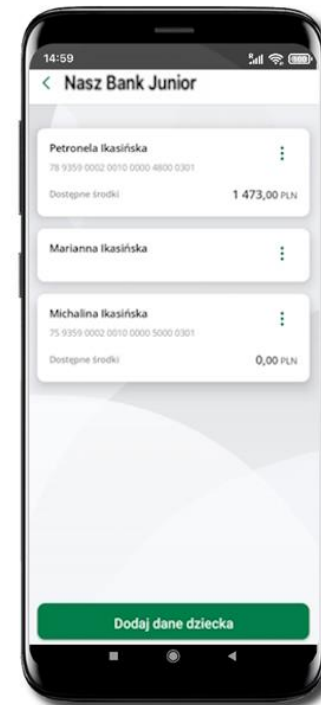 14:59
Nasz Bank Junior
Petronela Ikasińska
78 9359 0002 0010 0000 4800 0301
Dostępne środki 1 473,00 PLN
Marianna Ikasińska
Michalina Ikasińska
75 9359 0002 0010 0000 5000 0301
Dostępne środki 0,00 PLN
Dodaj dane dziecka